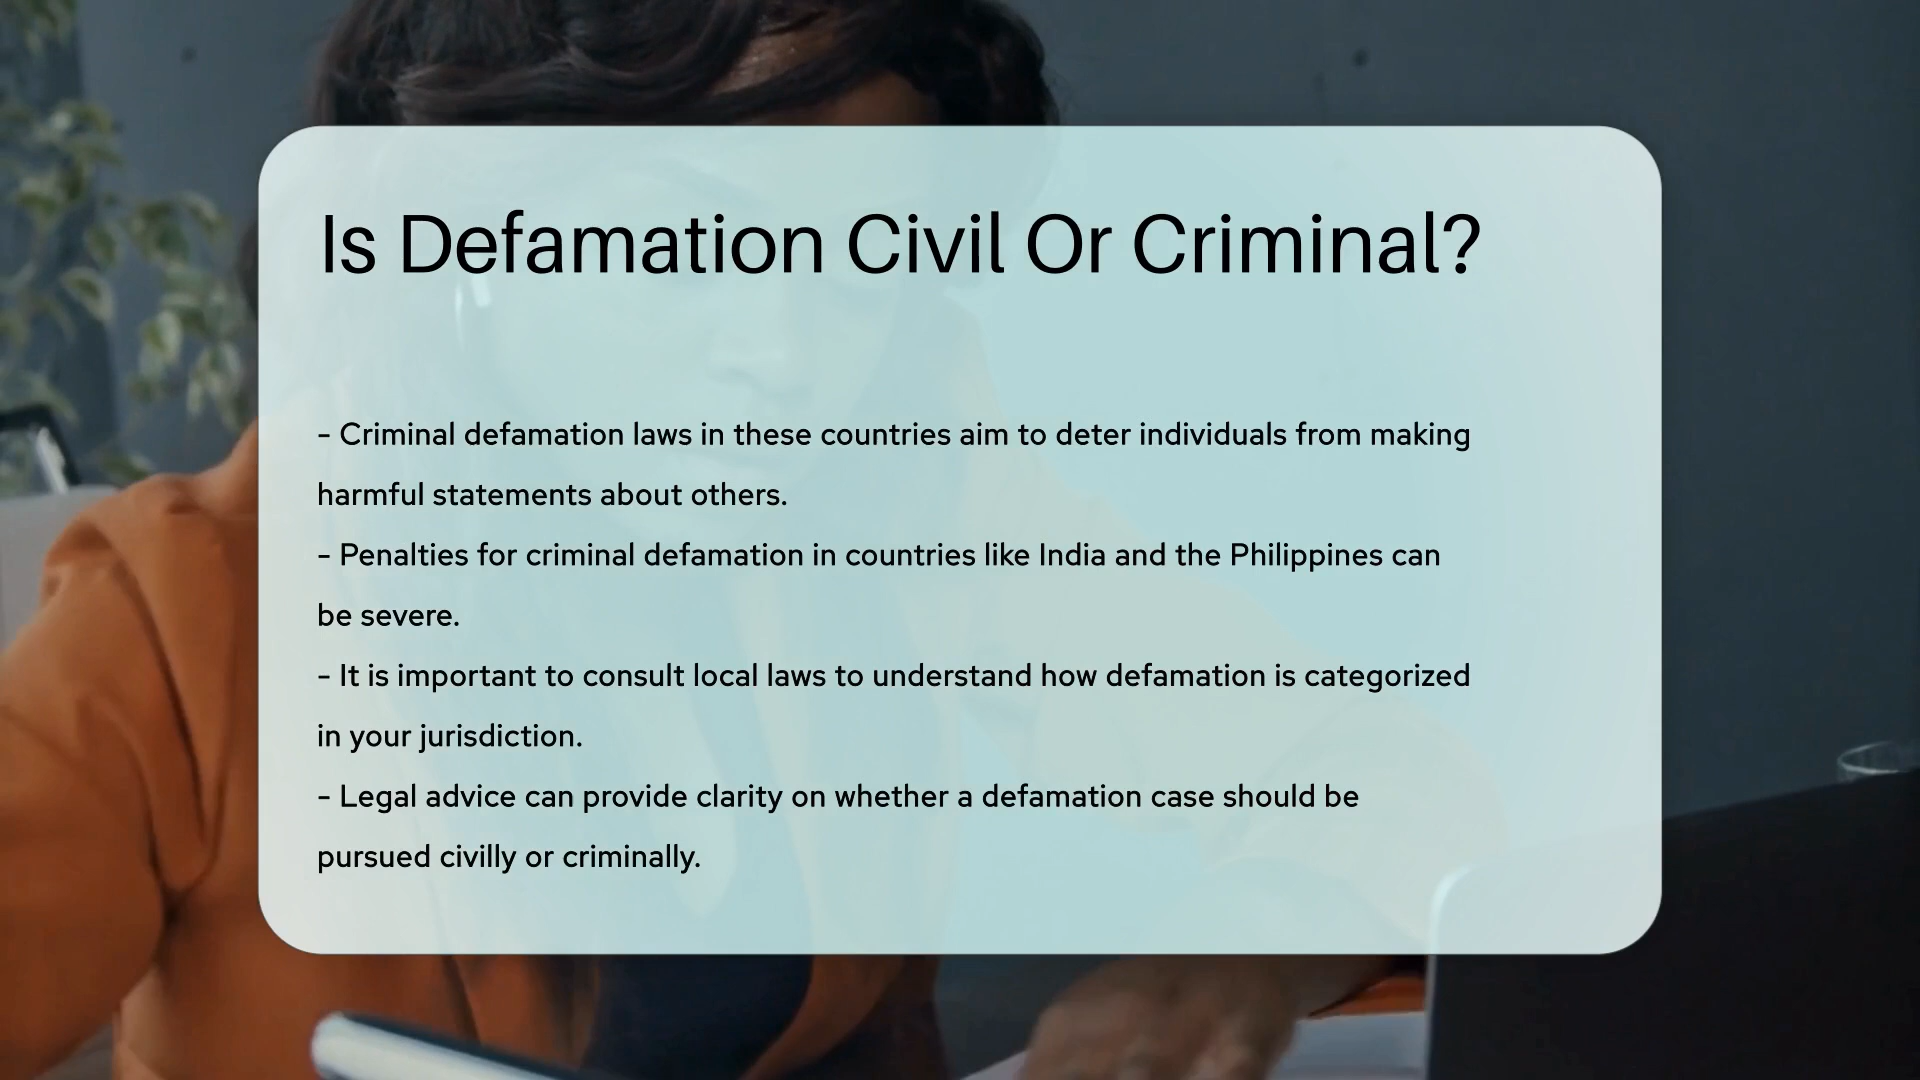 Is Defamation Civil Or Criminal?
- Criminal defamation laws in these countries aim to deter individuals from making
harmful statements about others.
- Penalties for criminal defamation in countries like India and the Philippines can
be severe.
- It is important to consult local laws to understand how defamation is categorized
in your jurisdiction.
- Legal advice can provide clarity on whether a defamation case should be
pursued civilly or criminally.